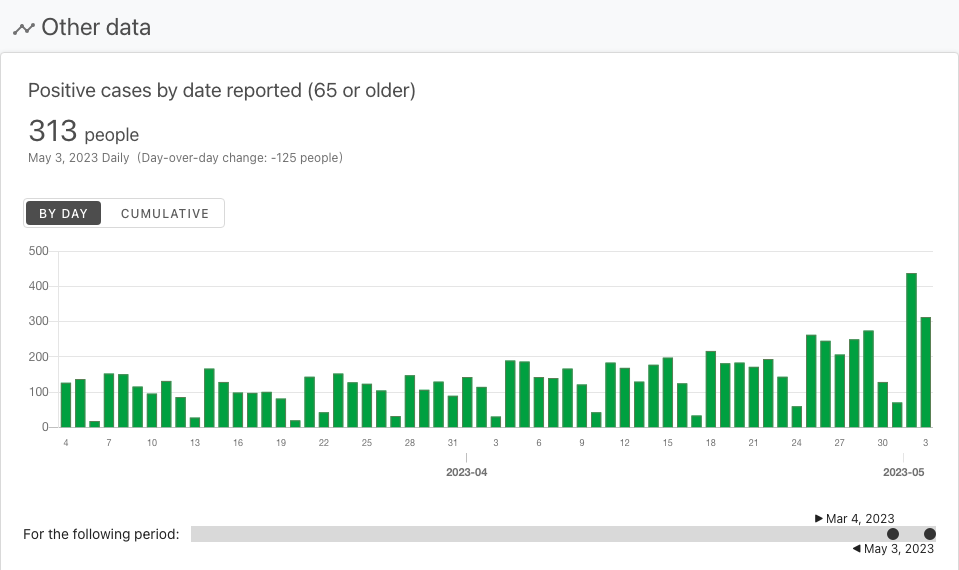 Other data
Positive cases by date reported (65 or older)
313 people
May 3, 2023 Daily (Day-over-day change: -125 people)
BY DAY CUMULATIVE
500
400
300
200
100
0
4 7 10 13 16 19 22 25 28 31 3 6 9 12 15 18 21 24 27 30 3
2023-04 2023-05
▶ Mar 4, 2023
For the following period:
◀ May 3, 2023